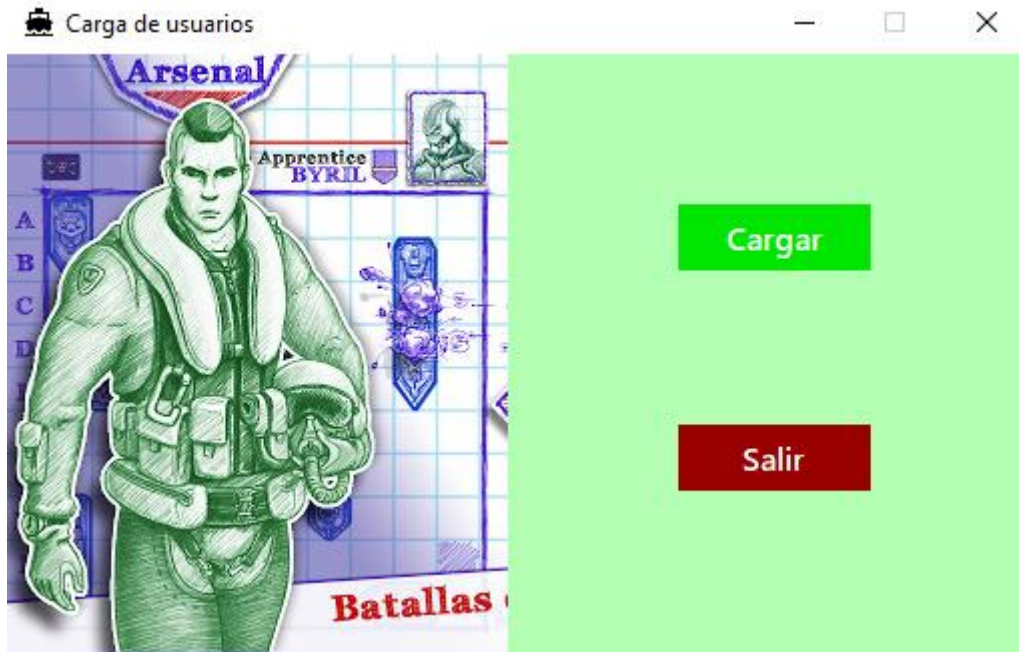 Carga de usuarios
Arsenal
Apprentice
BYRIL
A
B
C
D
Batallas
Cargar
Salir